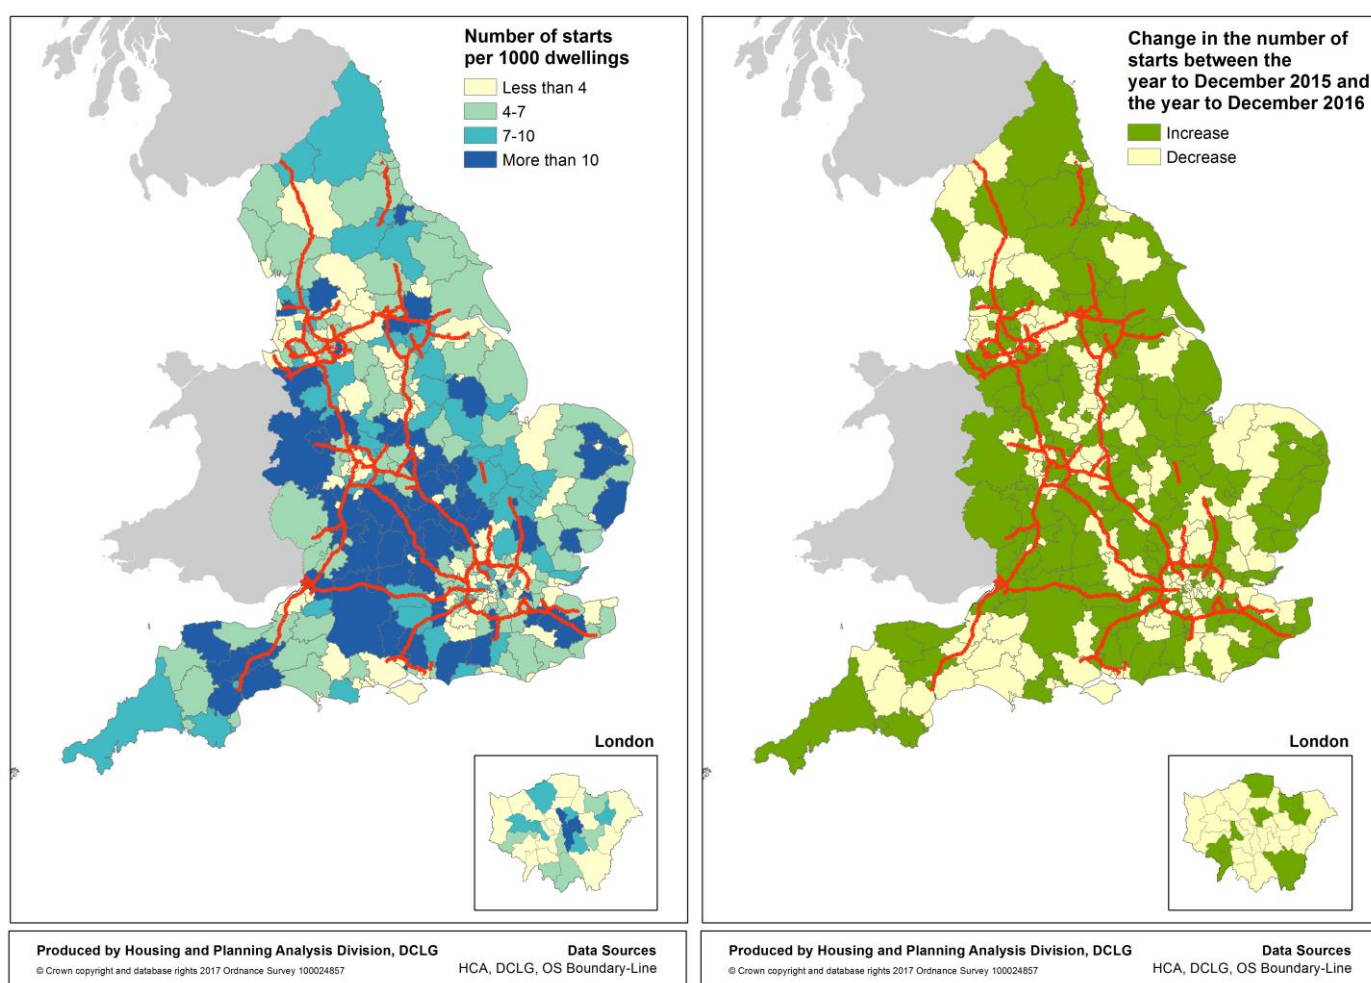 Number of starts
per 1000 dwellings
Less than 4
4-7
7-10
More than 10
London
Produced by Housing and Planning Analysis Division, DCLG
Data Sources
© Crown copyright and database rights 2017 Ordnance Survey 100024857
HCA, DCLG, OS Boundary-Line
Change in the number of
starts between the
year to December 2015 and
the year to December 2016
Increase
Decrease
London
Produced by Housing and Planning Analysis Division, DCLG
Data Sources
© Crown copyright and database rights 2017 Ordnance Survey 100024857
HCA, DCLG, OS Boundary-Line